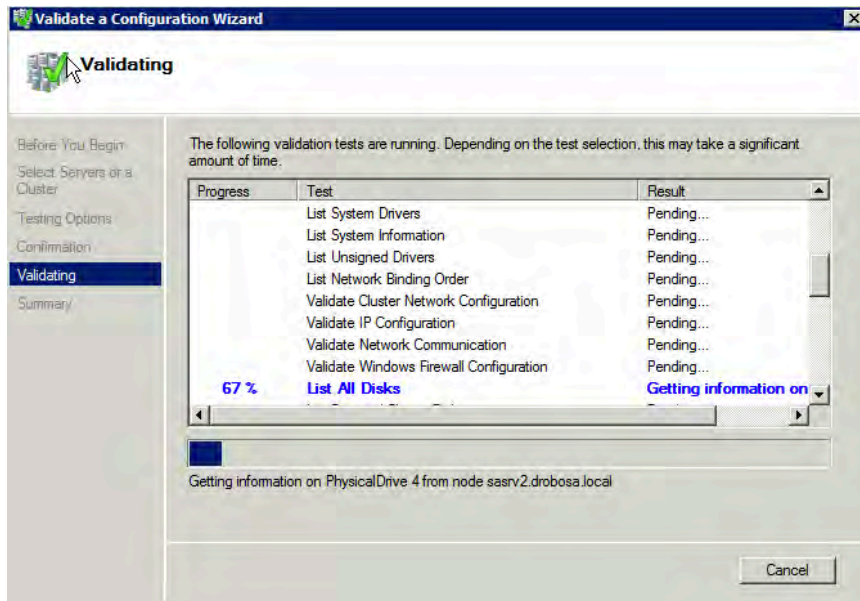 Validate a Configuration Wizard
Validating
Before You Begin
Select Servers or a
Cluster
Testing Options
Confirmation
Validating
Summary
The following validation tests are running. Depending on the test selection, this may take a significant
amount of time.
Progress Test Result
List System Drivers Pending...
List System Information Pending...
List Unsigned Drivers Pending...
List Network Binding Order Pending...
Validate Cluster Network Configuration Pending...
Validate IP Configuration Pending...
Validate Network Communication Pending...
Validate Windows Firewall Configuration Pending...
67 % List All Disks Getting information on
Getting information on PhysicalDrive 4 from node sasrv2.drobosa.local
Cancel